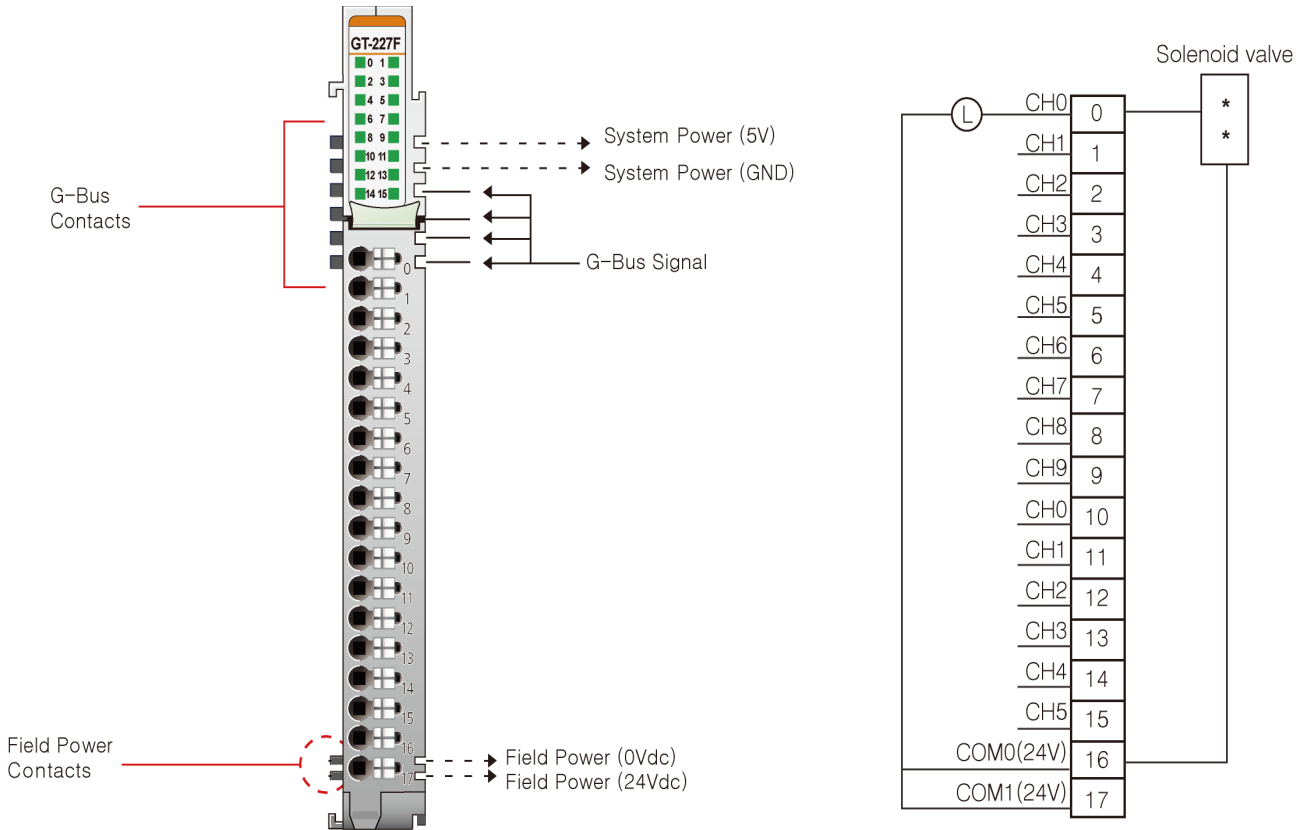 GT-227F
0 1
2 3
4 5
6 7
8 9
10 11
12 13
14 15
System Power (5V)
System Power (GND)
G-Bus
Contacts
G-Bus Signal
0
1
2
3
4
5
6
7
8
9
10
11
12
13
14
15
16
17
Field Power
Contacts
Field Power (0Vdc)
Field Power (24Vdc)
Solenoid valve
*
*
L
CH0 0
CH1 1
CH2 2
CH3 3
CH4 4
CH5 5
CH6 6
CH7 7
CH8 8
CH9 9
CH0 10
CH1 11
CH2 12
CH3 13
CH4 14
CH5 15
COM0(24V) 16
COM1(24V) 17